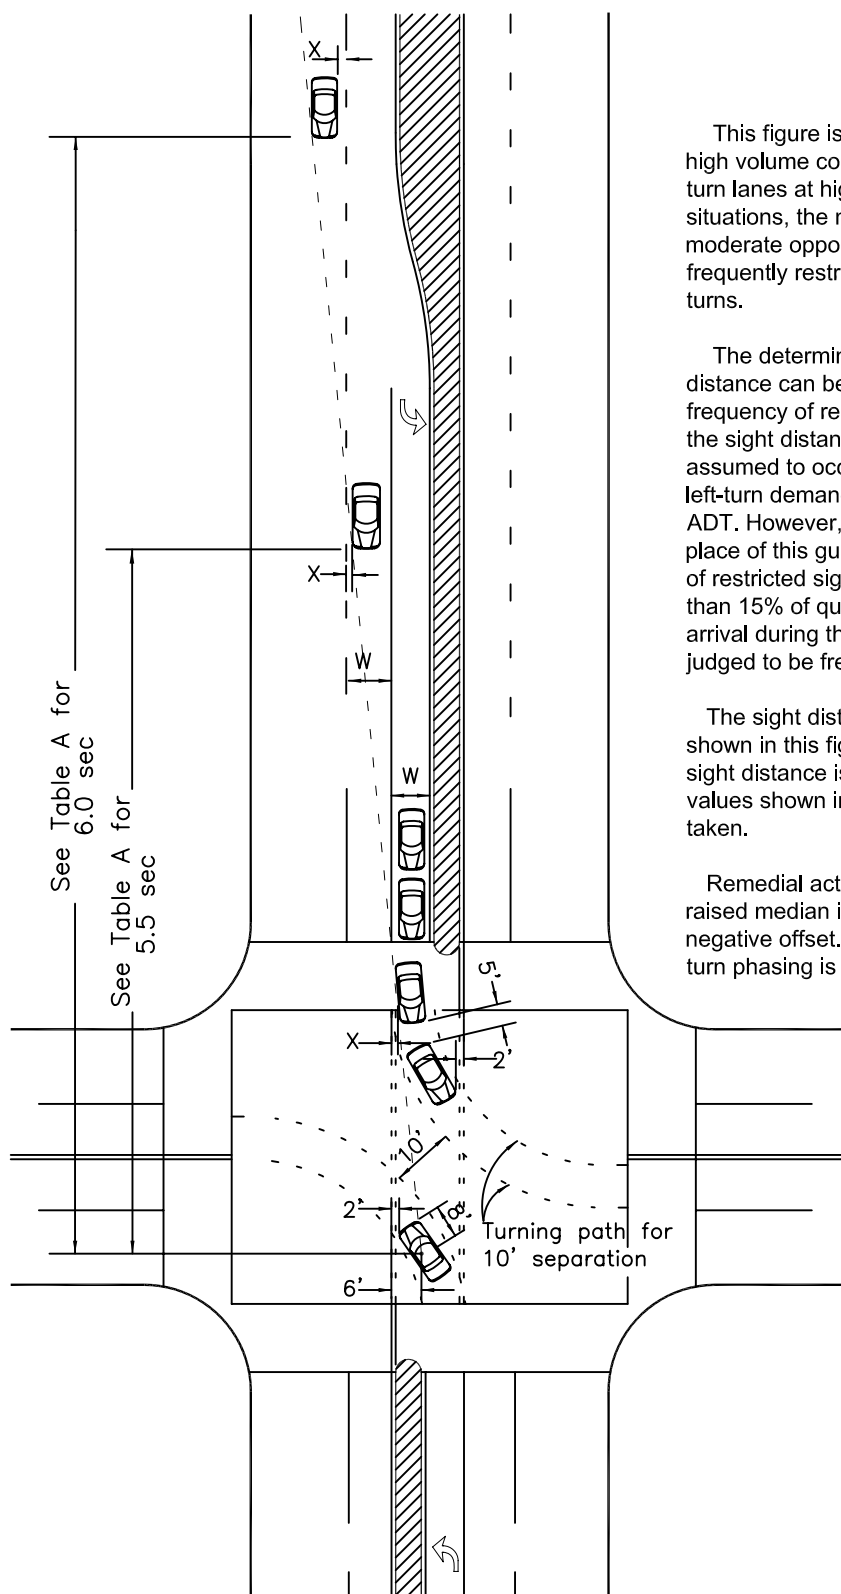 X
This figure is
high volume co
turn lanes at hig
situations, the r
moderate oppo
frequently restr
turns.
The determin
distance can be
frequency of re
the sight distan
assumed to occ
left-turn deman
ADT. However,
place of this gu
of restricted sig
than 15% of qu
arrival during th
judged to be fre
The sight dist
shown in this fig
sight distance is
values shown in
taken.
Remedial act
raised median i
negative offset.
turn phasing is
X
W
W
See Table A for
6.0 sec
See Table A for
5.5 sec
5'
X
2'
10'
2'
8'
Turning path for
10' separation
6'